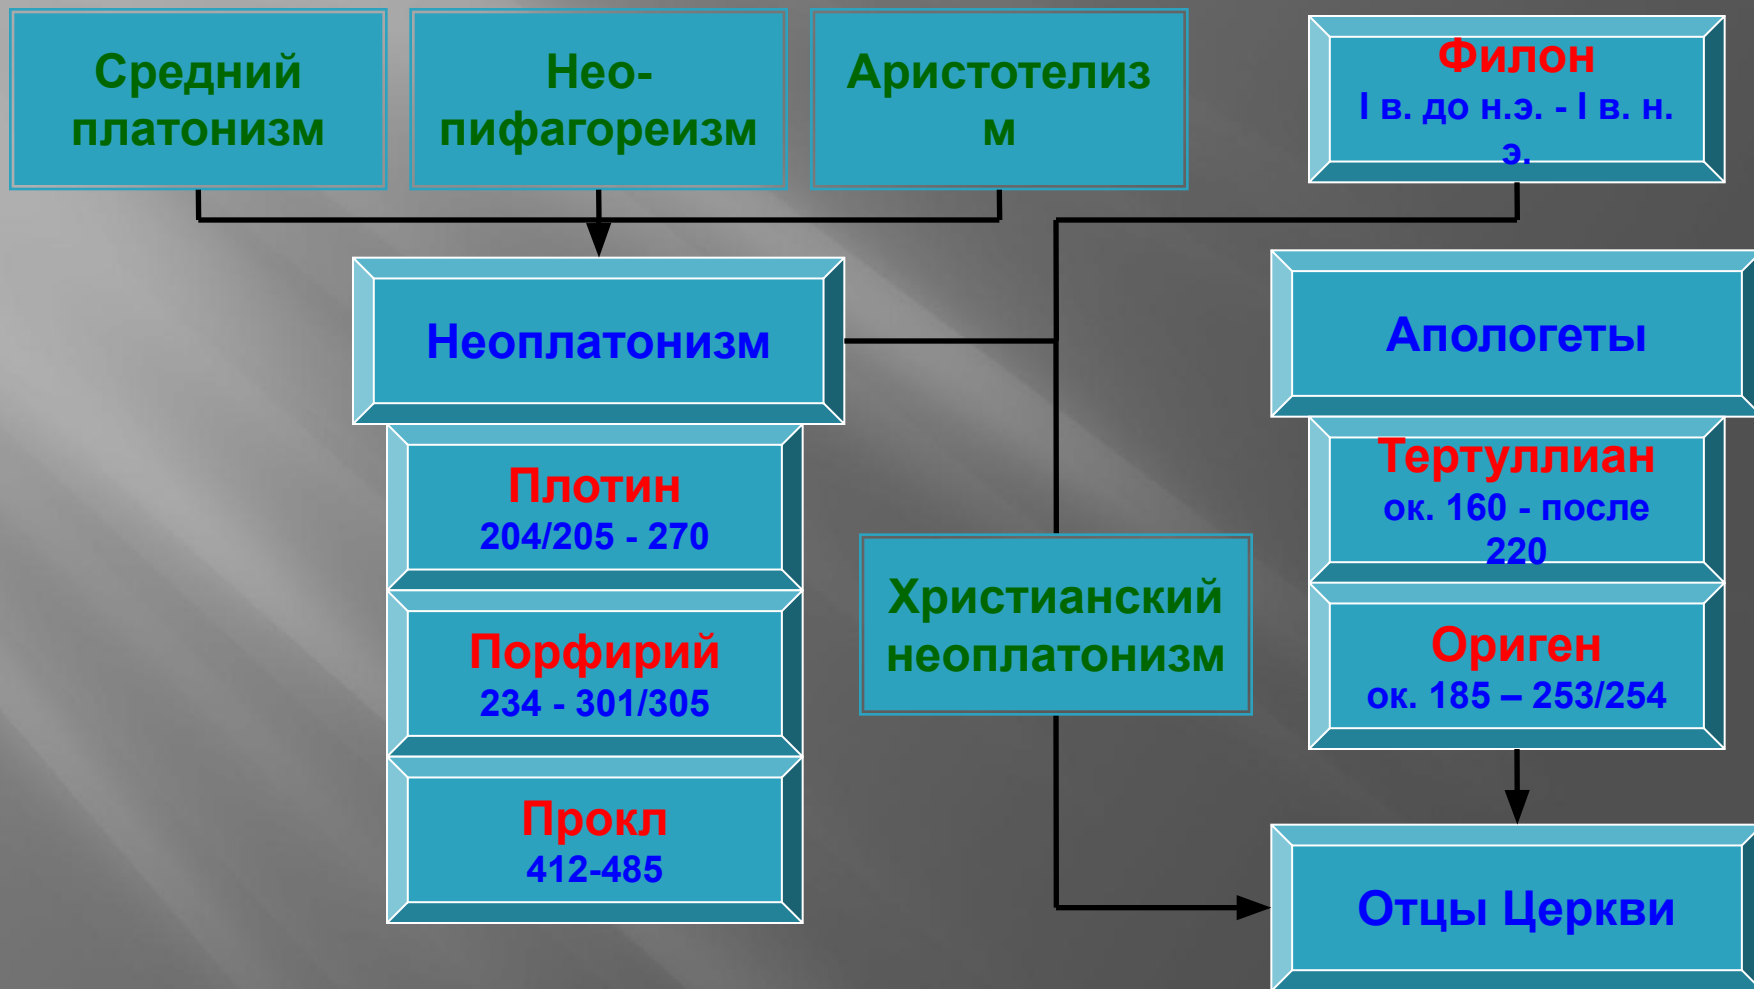 Средний
платонизм
Нео-
пифагореизм
Аристотелиз
м
Филон
I в. до н.э. - I в. н.
э.
Неоплатонизм
Апологеты
Плотин
204/205 - 270
Тертуллиан
ок. 160 - после
220
Христианский
неоплатонизм
Порфирий
234 - 301/305
Ориген
ок. 185 – 253/254
Прокл
412-485
Отцы Церкви